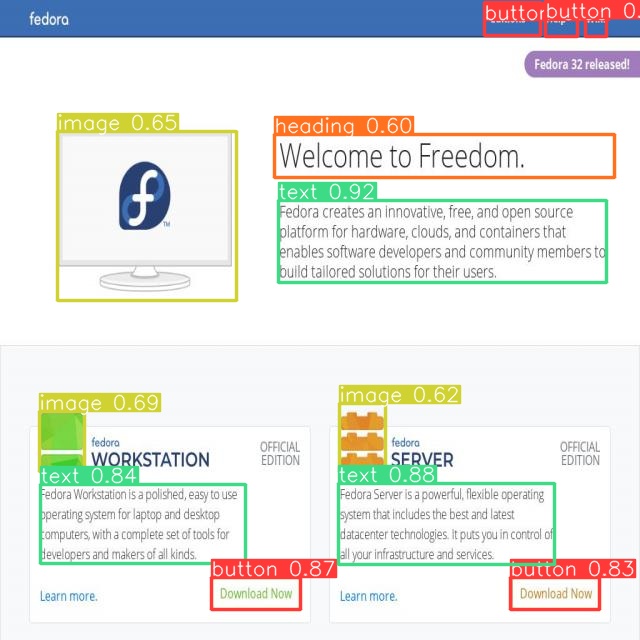 fedora
button
button 0.
Fedora 32 released!
image 0.65
TM
heading 0.60
Welcome to Freedom.
text 0.92
Fedora creates an innovative, free, and open source
platform for hardware, clouds, and containers that
enables software developers and community members to
build tailored solutions for their users.
image 0.69
fedora
WORKSTATION
OFFICIAL
EDITION
text 0.84
Fedora Workstation is a polished, easy to use
operating system for laptop and desktop
computers, with a complete set of tools for
developers and makers of all kinds.
Learn more.
button 0.87
Download Now
image 0.62
fedora
SERVER
OFFICIAL
EDITION
text 0.88
Fedora Server is a powerful, flexible operating
system that includes the best and latest
datacenter technologies. It puts you in control of
all your infrastructure and services.
Learn more.
button 0.83
Download Now